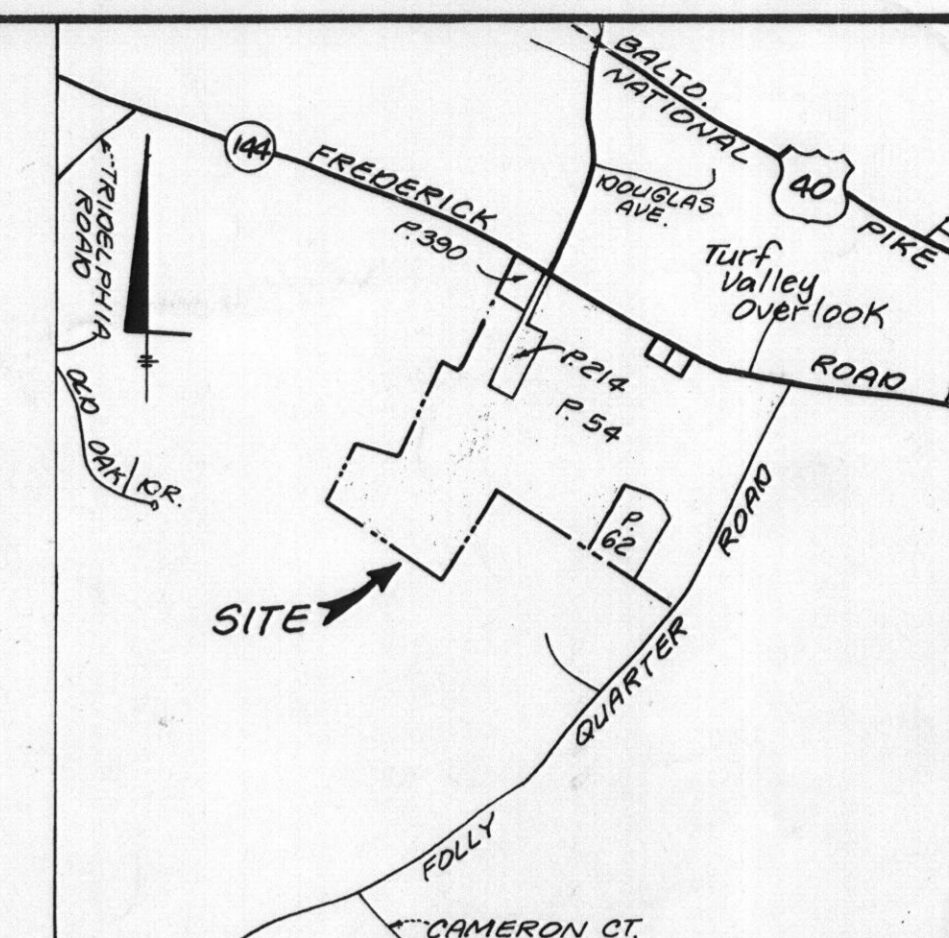 BALTO.
NATIONAL
PIKE
40
144
FREDERICK
ROAD
DOUGLAS
AVE.
TRIDELPHIA
ROAD
P.390
Turf
Valley
Overlook
P.214
P. 54
OLD OAK DR.
P.
62
ROAD
SITE
QUARTER
FOLLY
CAMERON CT.